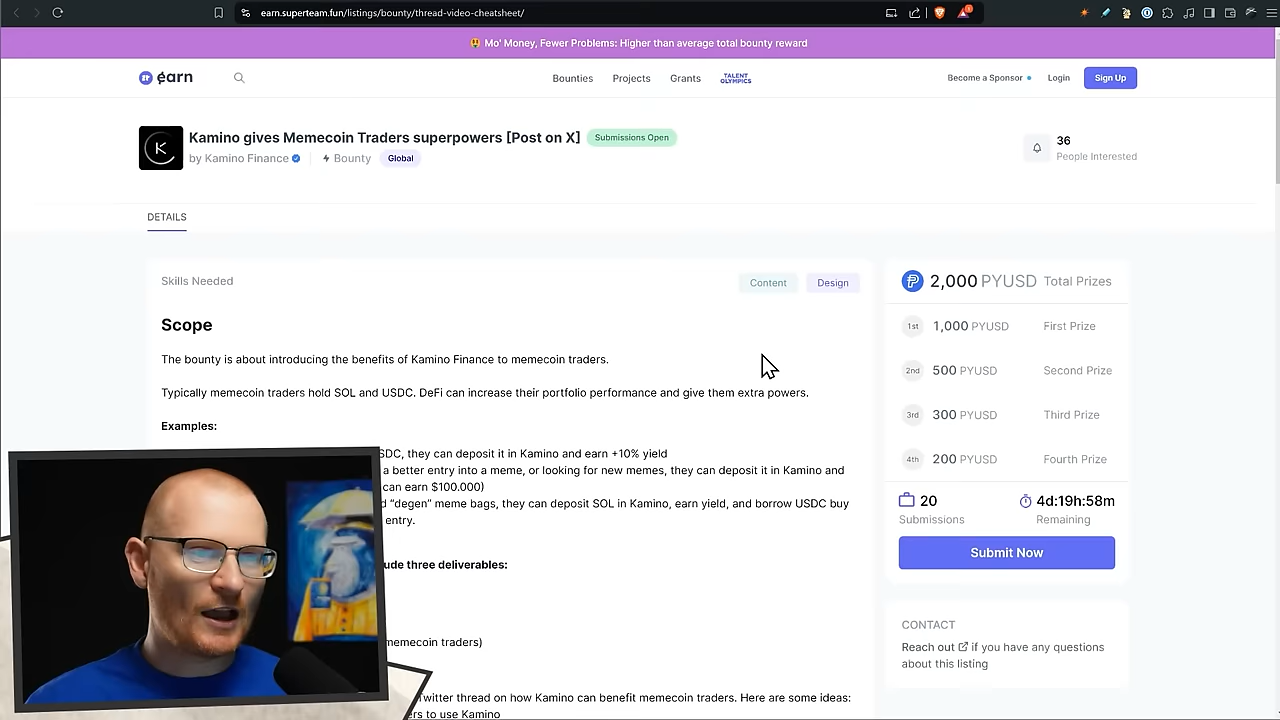 earn.superteam.fun/listings/bounty/thread-video-cheatsheet/
🤑 Mo' Money, Fewer Problems: Higher than average total bounty reward
earn
Bounties
Projects
Grants
TALENT
OLYMPICS
Become a Sponsor
Login
Sign Up
Kamino gives Memecoin Traders superpowers [Post on X]
Submissions Open
by Kamino Finance
Bounty
Global
36
People Interested
DETAILS
Skills Needed
Content
Design
Scope
The bounty is about introducing the benefits of Kamino Finance to memecoin traders.
Typically memecoin traders hold SOL and USDC. DeFi can increase their portfolio performance and give them extra powers.
Examples:
SDC, they can deposit it in Kamino and earn +10% yield
a better entry into a meme, or looking for new memes, they can deposit it in Kamino and
can earn $100.000)
"degen" meme bags, they can deposit SOL in Kamino, earn yield, and borrow USDC buy
entry.
ude three deliverables:
memecoin traders)
Twitter thread on how Kamino can benefit memecoin traders. Here are some ideas:
ers to use Kamino
2,000 PYUSD Total Prizes
1st 1,000 PYUSD First Prize
2nd 500 PYUSD Second Prize
3rd 300 PYUSD Third Prize
4th 200 PYUSD Fourth Prize
20
Submissions
4d:19h:58m
Remaining
Submit Now
CONTACT
Reach out if you have any questions
about this listing